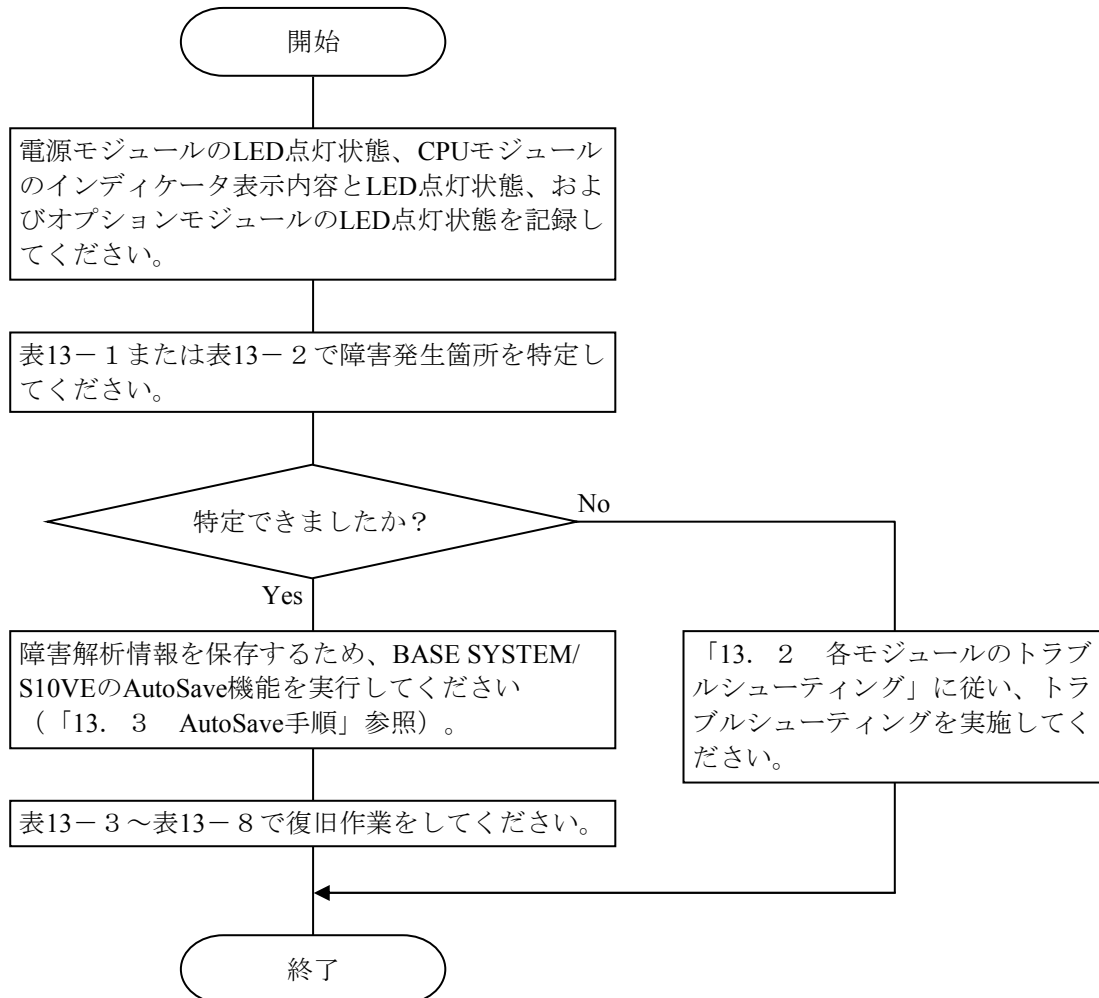 開始
電源モジュールのLED点灯状態、CPUモジュール
のインディケータ表示内容とLED点灯状態、およ
びオプションモジュールのLED点灯状態を記録し
てください。
表13－１または表13－２で障害発生箇所を特定し
てください。
特定できましたか？
No
Yes
障害解析情報を保存するため、BASE SYSTEM/
S10VEのAutoSave機能を実行してください
（「13．３　AutoSave手順」参照）。
「13．２　各モジュールのトラブ
ルシューティング」に従い、トラ
ブルシューティングを実施してく
ださい。
表13－３～表13－８で復旧作業をしてください。
終了